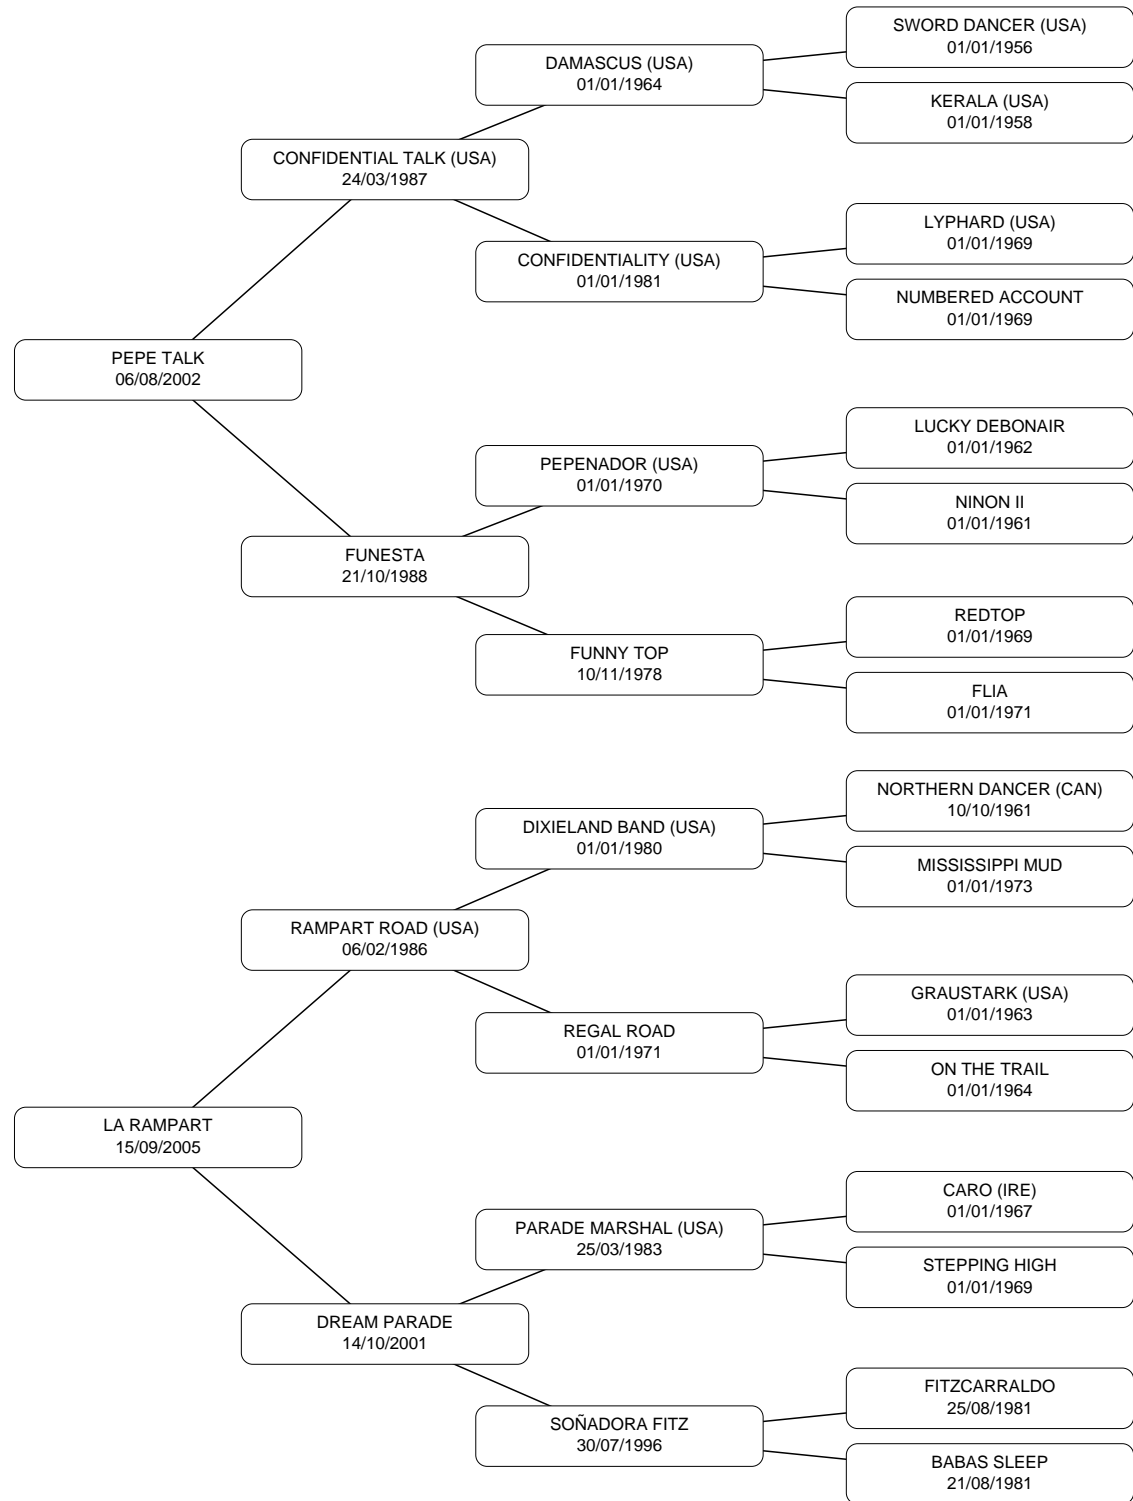 SWORD DANCER (USA)
01/01/1956
DAMASCUS (USA)
01/01/1964
KERALA (USA)
01/01/1958
CONFIDENTIAL TALK (USA)
24/03/1987
LYPHARD (USA)
01/01/1969
CONFIDENTIALITY (USA)
01/01/1981
NUMBERED ACCOUNT
01/01/1969
PEPE TALK
06/08/2002
LUCKY DEBONAIR
01/01/1962
PEPENADOR (USA)
01/01/1970
NINON II
01/01/1961
FUNESTA
21/10/1988
REDTOP
01/01/1969
FUNNY TOP
10/11/1978
FLIA
01/01/1971
NORTHERN DANCER (CAN)
10/10/1961
DIXIELAND BAND (USA)
01/01/1980
MISSISSIPPI MUD
01/01/1973
RAMPART ROAD (USA)
06/02/1986
GRAUSTARK (USA)
01/01/1963
REGAL ROAD
01/01/1971
ON THE TRAIL
01/01/1964
LA RAMPART
15/09/2005
CARO (IRE)
01/01/1967
PARADE MARSHAL (USA)
25/03/1983
STEPPING HIGH
01/01/1969
DREAM PARADE
14/10/2001
FITZCARRALDO
25/08/1981
SOÑADORA FITZ
30/07/1996
BABAS SLEEP
21/08/1981